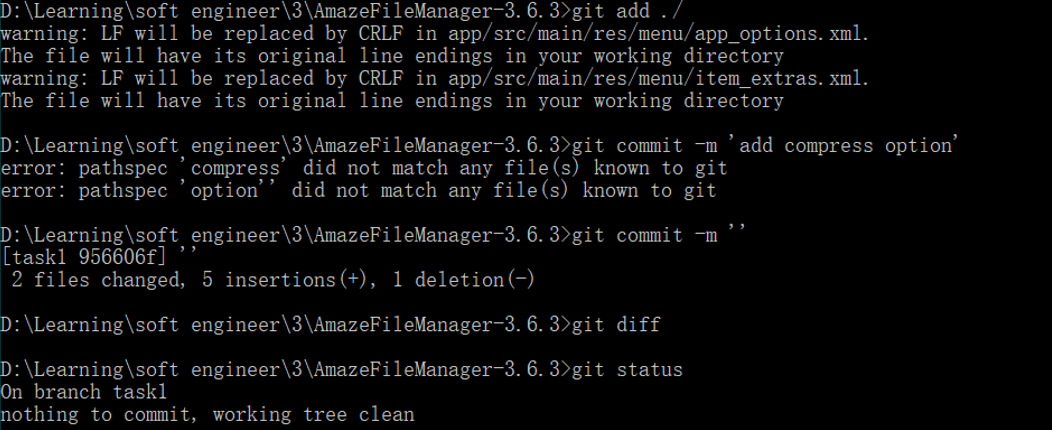 D:\Learning\soft engineer\3\AmazeFileManager-3.6.3>git add ./
warning: LF will be replaced by CRLF in app/src/main/res/menu/app_options.xml.
The file will have its original line endings in your working directory
warning: LF will be replaced by CRLF in app/src/main/res/menu/item_extras.xml.
The file will have its original line endings in your working directory
D:\Learning\soft engineer\3\AmazeFileManager-3.6.3>git commit -m 'add compress option'
error: pathspec 'compress' did not match any file(s) known to git
error: pathspec 'option'' did not match any file(s) known to git
D:\Learning\soft engineer\3\AmazeFileManager-3.6.3>git commit -m ''
[task1 956606f] ''
 2 files changed, 5 insertions(+), 1 deletion(-)
D:\Learning\soft engineer\3\AmazeFileManager-3.6.3>git diff
D:\Learning\soft engineer\3\AmazeFileManager-3.6.3>git status
On branch task1
nothing to commit, working tree clean